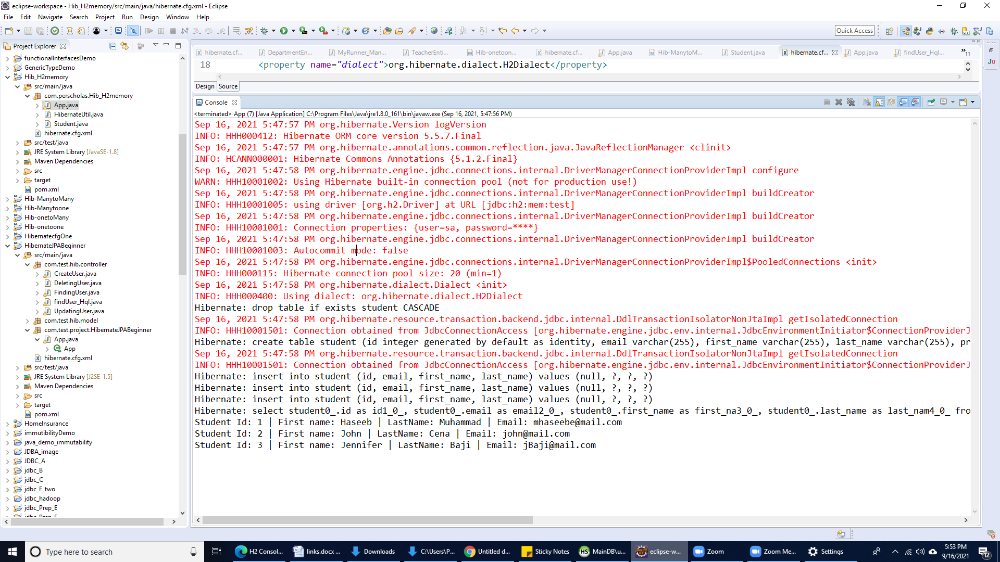 eclipse-workspace - Hib_H2memory/src/main/java/hibernate.cfg.xml - Eclipse
File Edit Navigate Search Project Run Design Window Help
Quick Access
Project Explorer
functionalInterfacesDemo
GenericTypeDemo
Hib_H2memory
src/main/java
com.perscholas.Hib_H2memory
App.java
HibernateUtil.java
Student.java
hibernate.cfg.xml
src/test/java
JRE System Library [JavaSE-1.8]
Maven Dependencies
src
target
pom.xml
Hib-ManytoMany
Hib-Manytoone
Hib-onetoMany
Hib-onetoone
HibernatecfgOne
HibernateJPABeginner
src/main/java
com.test.hib.controller
CreateUser.java
DeletingUser.java
FindingUser.java
findUser_Hql.java
UpdatingUser.java
com.test.hib.model
com.test.project.HibernateJPABeginner
App.java
App
hibernate.cfg.xml
src/test/java
JRE System Library [J2SE-1.5]
Maven Dependencies
src
target
pom.xml
HomeInsurance
immutibilityDemo
java_demo_immutability
JDBA_image
JDBC_A
jdbc_B
jdbc_C
jdbc_F_two
jdbc_hadoop
jdbc_Prep_E
hibernate.cf... DepartmentEn... MyRunner_Man... TeacherEnti... Hib-onetoon... hibernate.cf... App.java Hib-ManytoM... Student.java hibernate.cf... App.java findUser_Hql... »11
18 <property name="dialect">org.hibernate.dialect.H2Dialect</property>
Design Source
Console
<terminated> App (7) [Java Application] C:\Program Files\Java\jre1.8.0_161\bin\javaw.exe (Sep 16, 2021, 5:47:56 PM)
Sep 16, 2021 5:47:57 PM org.hibernate.Version logVersion
INFO: HHH000412: Hibernate ORM core version 5.5.7.Final
Sep 16, 2021 5:47:57 PM org.hibernate.annotations.common.reflection.java.JavaReflectionManager <clinit>
INFO: HCANN000001: Hibernate Commons Annotations {5.1.2.Final}
Sep 16, 2021 5:47:58 PM org.hibernate.engine.jdbc.connections.internal.DriverManagerConnectionProviderImpl configure
WARN: HHH10001002: Using Hibernate built-in connection pool (not for production use!)
Sep 16, 2021 5:47:58 PM org.hibernate.engine.jdbc.connections.internal.DriverManagerConnectionProviderImpl buildCreator
INFO: HHH10001005: using driver [org.h2.Driver] at URL [jdbc:h2:mem:test]
Sep 16, 2021 5:47:58 PM org.hibernate.engine.jdbc.connections.internal.DriverManagerConnectionProviderImpl buildCreator
INFO: HHH10001001: Connection properties: {user=sa, password=****}
Sep 16, 2021 5:47:58 PM org.hibernate.engine.jdbc.connections.internal.DriverManagerConnectionProviderImpl buildCreator
INFO: HHH10001003: Autocommit mode: false
Sep 16, 2021 5:47:58 PM org.hibernate.engine.jdbc.connections.internal.DriverManagerConnectionProviderImpl$PooledConnections <init>
INFO: HHH000115: Hibernate connection pool size: 20 (min=1)
Sep 16, 2021 5:47:58 PM org.hibernate.dialect.Dialect <init>
INFO: HHH000400: Using dialect: org.hibernate.dialect.H2Dialect
Hibernate: drop table if exists student CASCADE
Sep 16, 2021 5:47:58 PM org.hibernate.resource.transaction.backend.jdbc.internal.DdlTransactionIsolatorNonJtaImpl getIsolatedConnection
INFO: HHH10001501: Connection obtained from JdbcConnectionAccess [org.hibernate.engine.jdbc.env.internal.JdbcEnvironmentInitiator$ConnectionProviderJ
Hibernate: create table student (id integer generated by default as identity, email varchar(255), first_name varchar(255), last_name varchar(255), pr
Sep 16, 2021 5:47:58 PM org.hibernate.resource.transaction.backend.jdbc.internal.DdlTransactionIsolatorNonJtaImpl getIsolatedConnection
INFO: HHH10001501: Connection obtained from JdbcConnectionAccess [org.hibernate.engine.jdbc.env.internal.JdbcEnvironmentInitiator$ConnectionProviderJ
Hibernate: insert into student (id, email, first_name, last_name) values (null, ?, ?, ?)
Hibernate: insert into student (id, email, first_name, last_name) values (null, ?, ?, ?)
Hibernate: insert into student (id, email, first_name, last_name) values (null, ?, ?, ?)
Hibernate: select student0_.id as id1_0_, student0_.email as email2_0_, student0_.first_name as first_na3_0_, student0_.last_name as last_nam4_0_ fro
Student Id: 1 | First name: Haseeb | LastName: Muhammad | Email: mhaseebe@mail.com
Student Id: 2 | First name: John | LastName: Cena | Email: john@mail.com
Student Id: 3 | First name: Jennifer | LastName: Baji | Email: jBaji@mail.com
Type here to search
H2 Consol... links.docx ... Downloads C:\Users\P... Untitled d... Sticky Notes MainDB\u... eclipse-w... Zoom Zoom Me... Settings
5:53 PM
9/16/2021
12